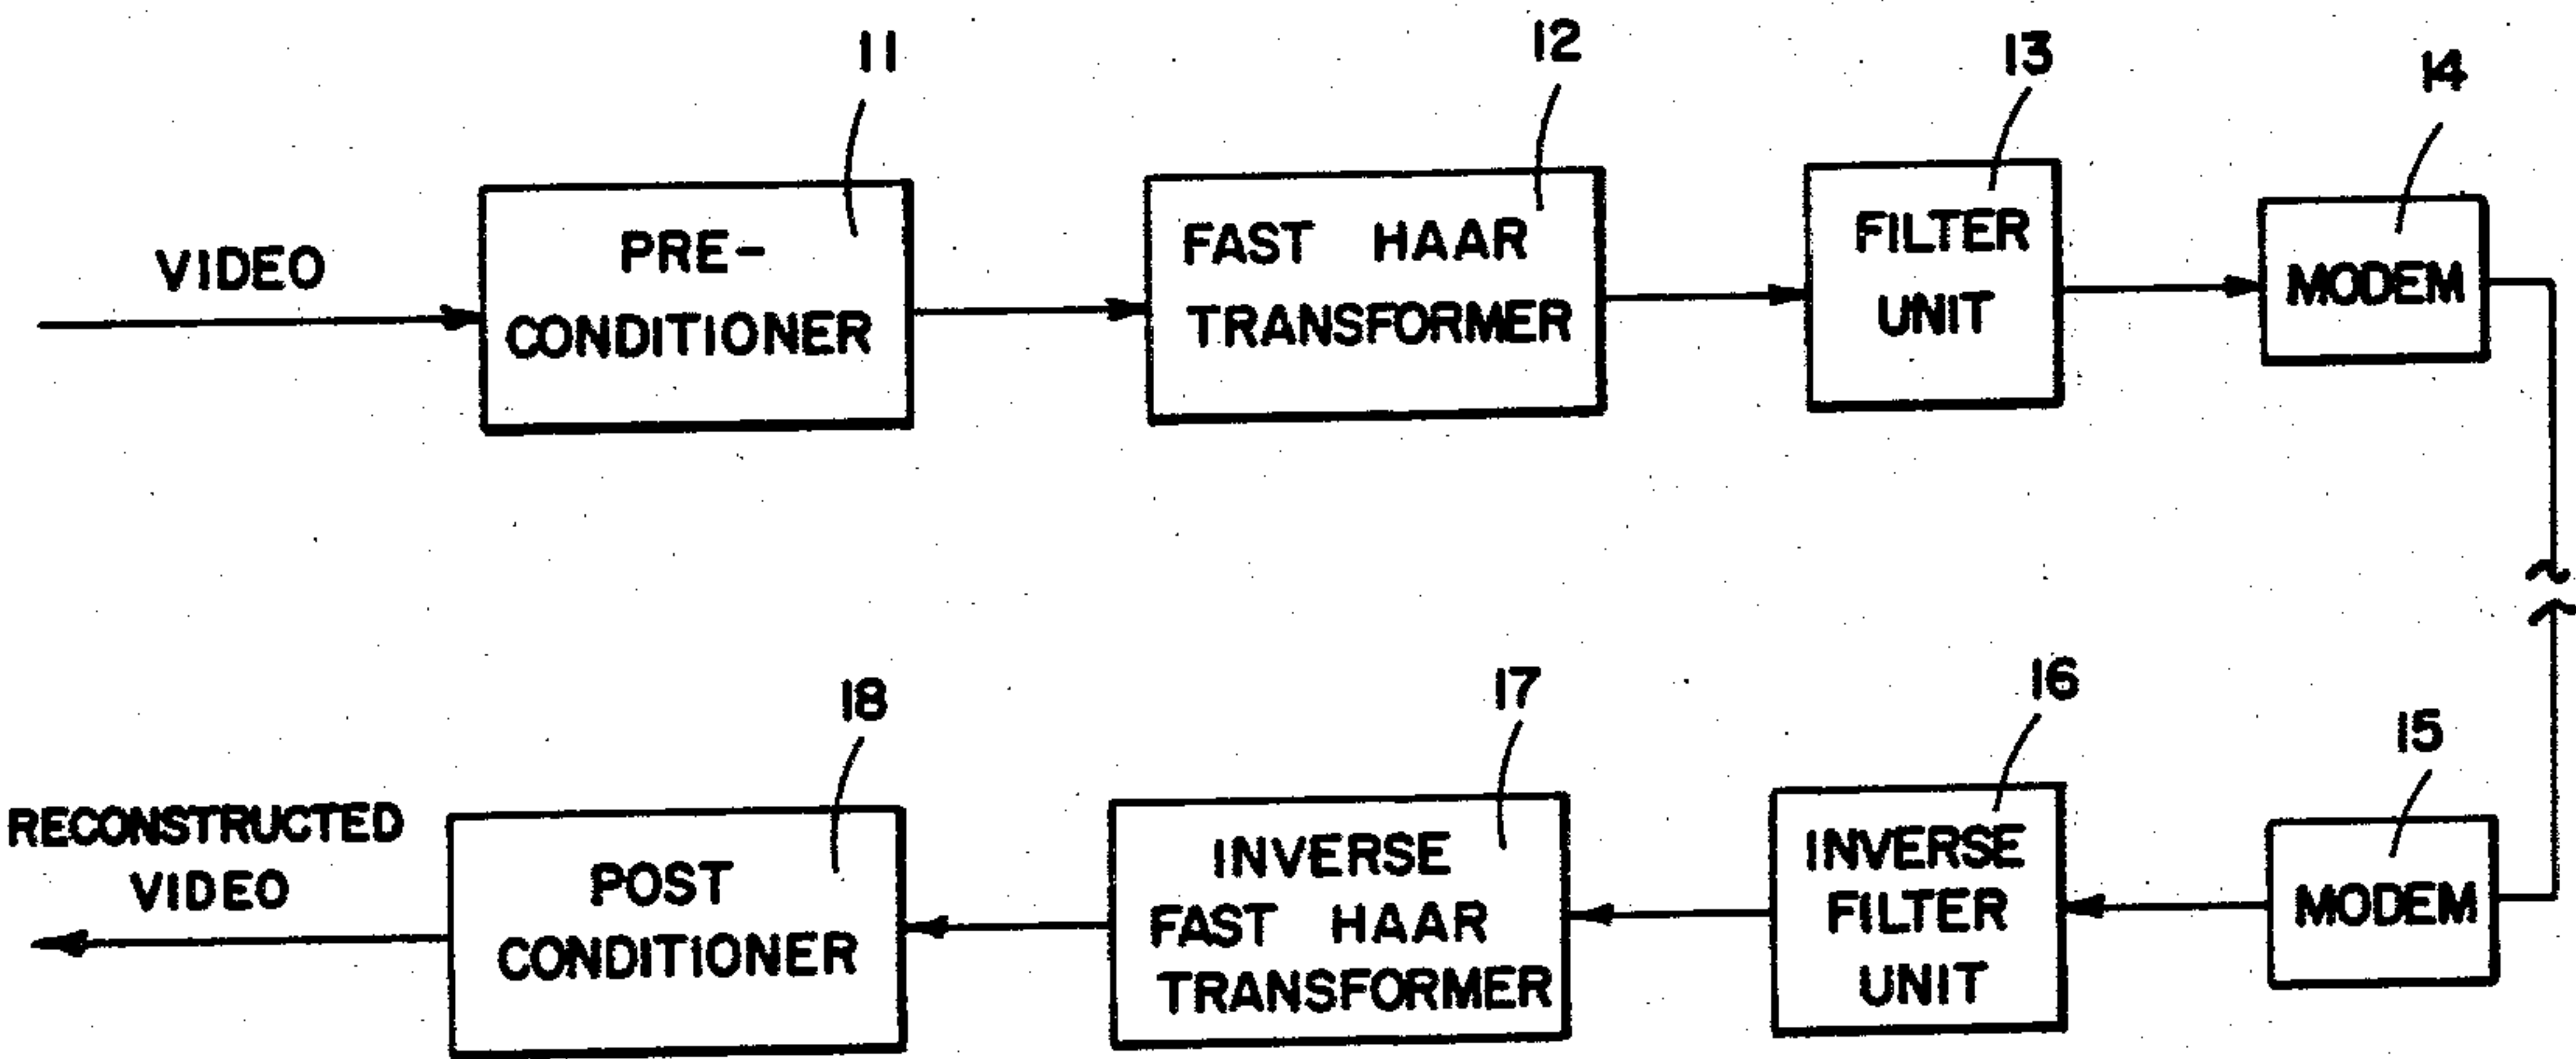 11
12
13
14
VIDEO
PRE-
CONDITIONER
FAST HAAR
TRANSFORMER
FILTER
UNIT
MODEM
18
17
16
15
RECONSTRUCTED
VIDEO
POST
CONDITIONER
INVERSE
FAST HAAR
TRANSFORMER
INVERSE
FILTER
UNIT
MODEM